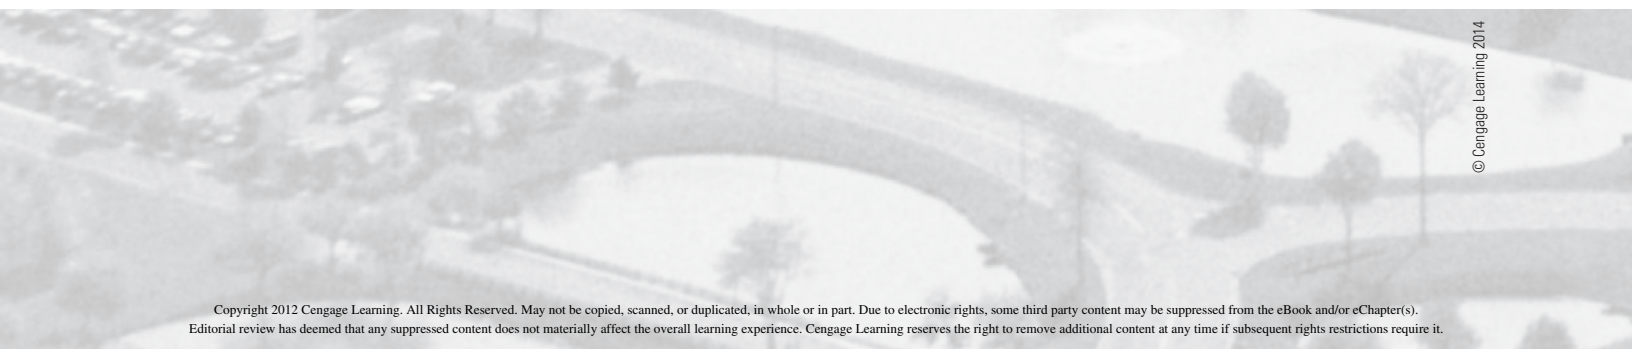 © Cengage Learning 2014
Copyright 2012 Cengage Learning. All Rights Reserved. May not be copied, scanned, or duplicated, in whole or in part. Due to electronic rights, some third party content may be suppressed from the eBook and/or eChapter(s).
Editorial review has deemed that any suppressed content does not materially affect the overall learning experience. Cengage Learning reserves the right to remove additional content at any time if subsequent rights restrictions require it.